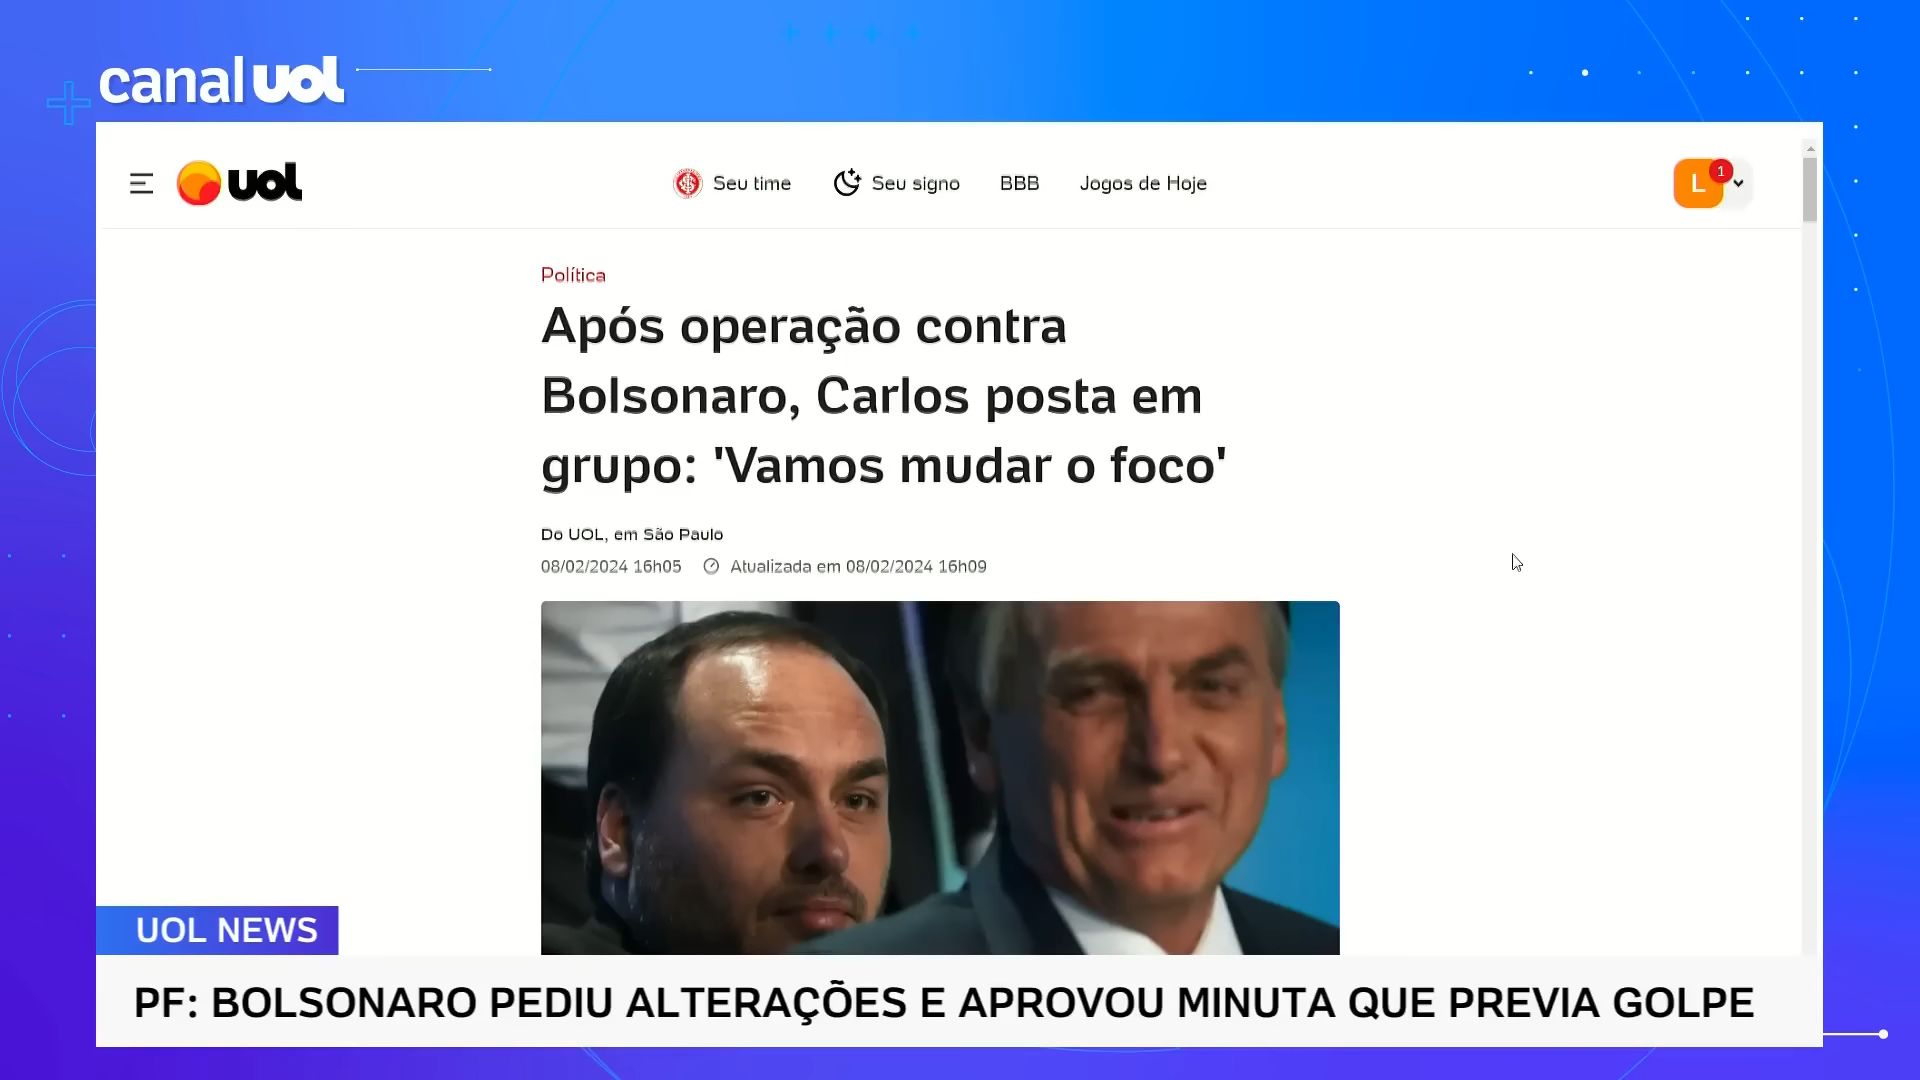 canal uol
uol
Seu time
Seu signo
BBB
Jogos de Hoje
L
1
Política
Após operação contra
Bolsonaro, Carlos posta em
grupo: 'Vamos mudar o foco'
Do UOL, em São Paulo
08/02/2024 16h05
Atualizada em 08/02/2024 16h09
UOL NEWS
PF: BOLSONARO PEDIU ALTERAÇÕES E APROVOU MINUTA QUE PREVIA GOLPE